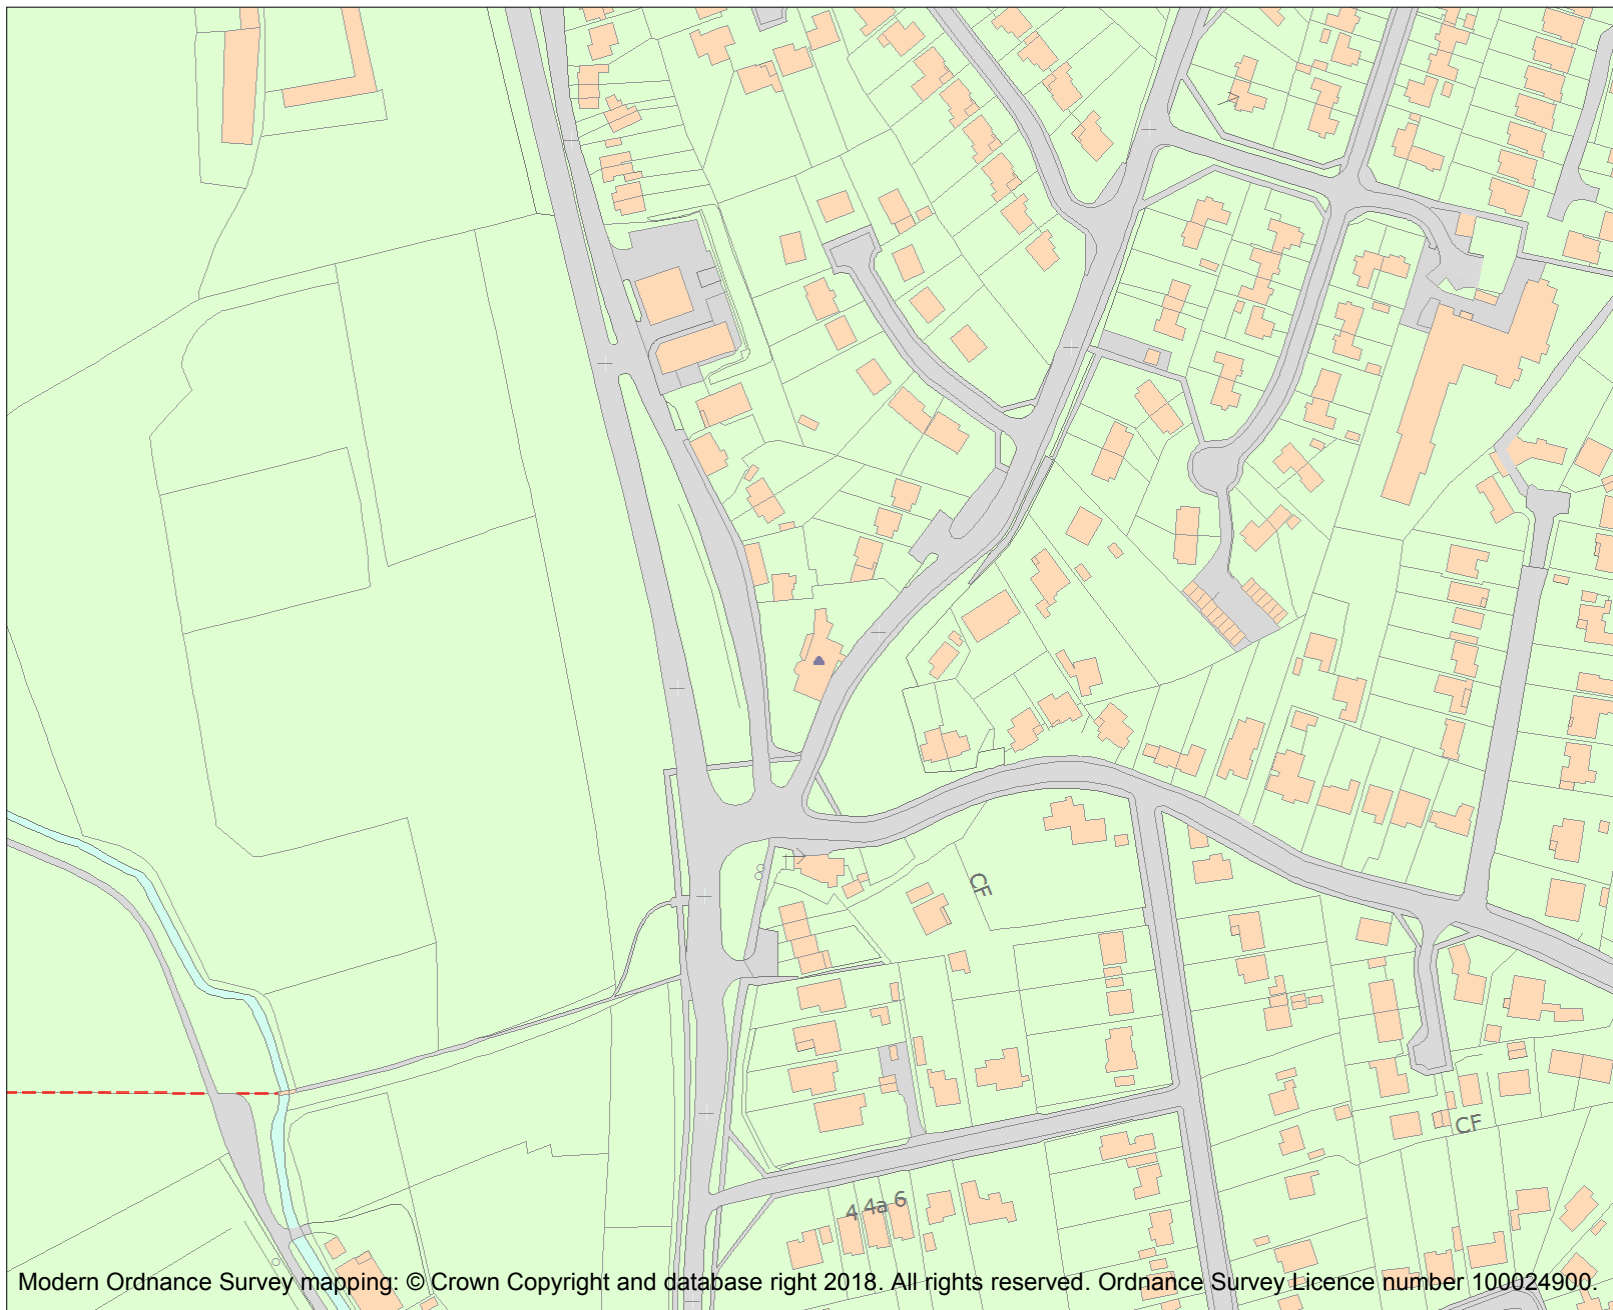 CF
CF
4 4a 6
Modern Ordnance Survey mapping: © Crown Copyright and database right 2018. All rights reserved. Ordnance Survey Licence number 100024900.